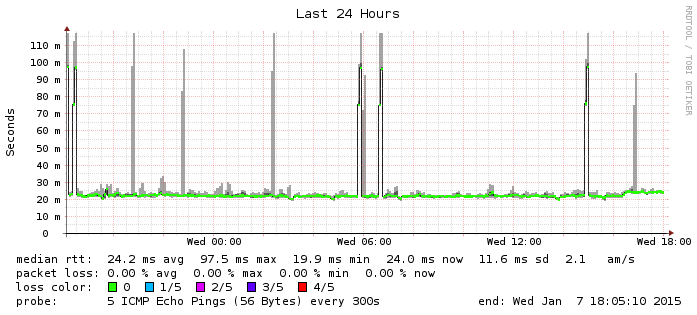 Last 24 Hours
RRDTOOL / TOBI OETIKER
Seconds
110 m
100 m
90 m
80 m
70 m
60 m
50 m
40 m
30 m
20 m
10 m
0
Wed 00:00 Wed 06:00 Wed 12:00 Wed 18:00
median rtt: 24.2 ms avg 97.5 ms max 19.9 ms min 24.0 ms now 11.6 ms sd 2.1 am/s
packet loss: 0.00 % avg 0.00 % max 0.00 % min 0.00 % now
loss color: 0 1/5 2/5 3/5 4/5
probe: 5 ICMP Echo Pings (56 Bytes) every 300s end: Wed Jan 7 18:05:10 2015